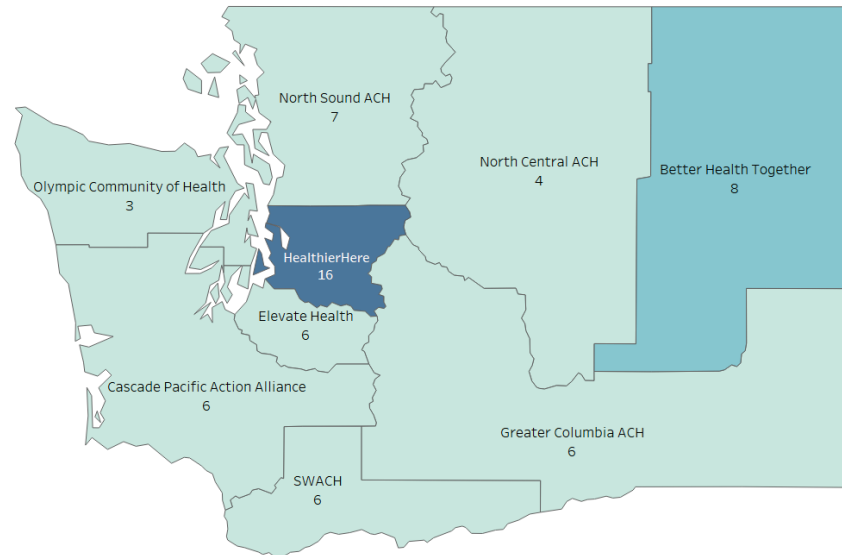 North Sound ACH
7
North Central ACH
4
Better Health Together
8
Olympic Community of Health
3
HealthierHere
16
Elevate Health
6
Cascade Pacific Action Alliance
6
Greater Columbia ACH
6
SWACH
6